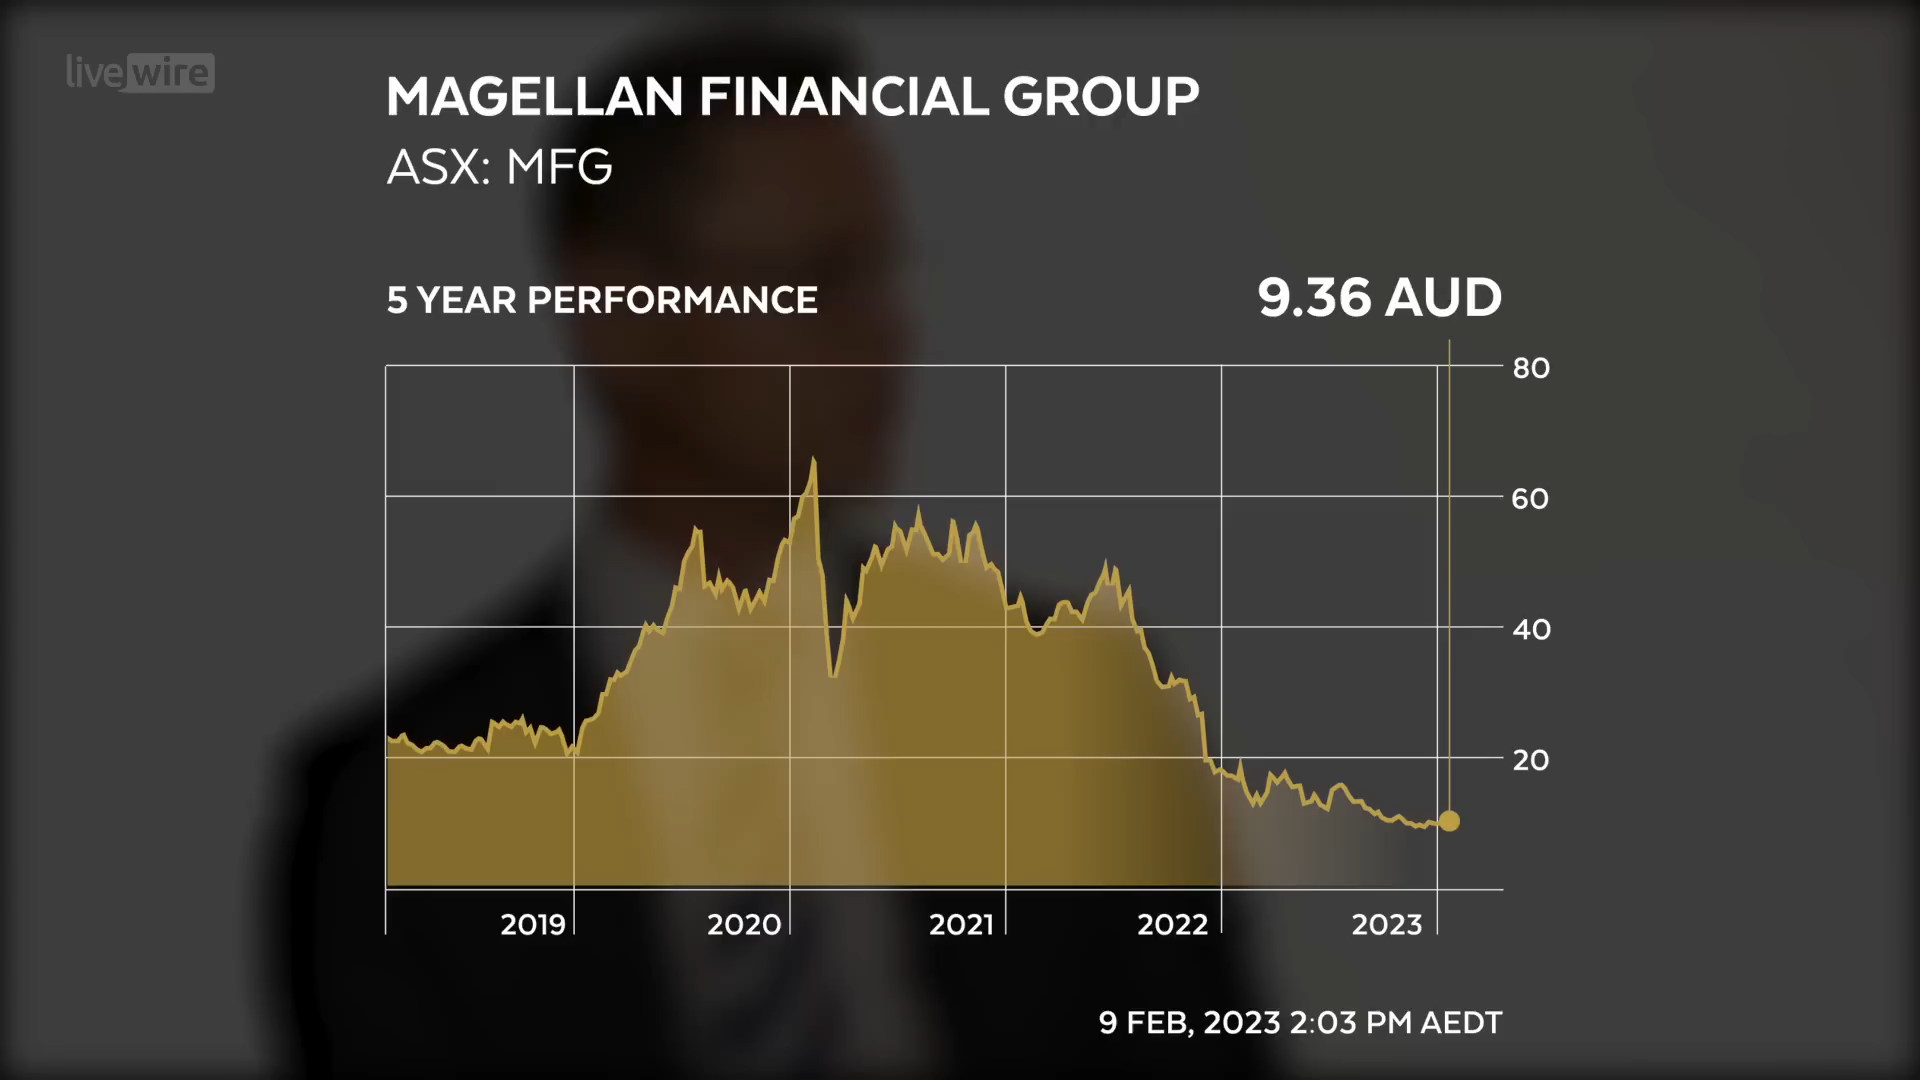 livewire
MAGELLAN FINANCIAL GROUP
ASX: MFG
5 YEAR PERFORMANCE
9.36 AUD
80
60
40
20
2019
2020
2021
2022
2023
9 FEB, 2023 2:03 PM AEDT